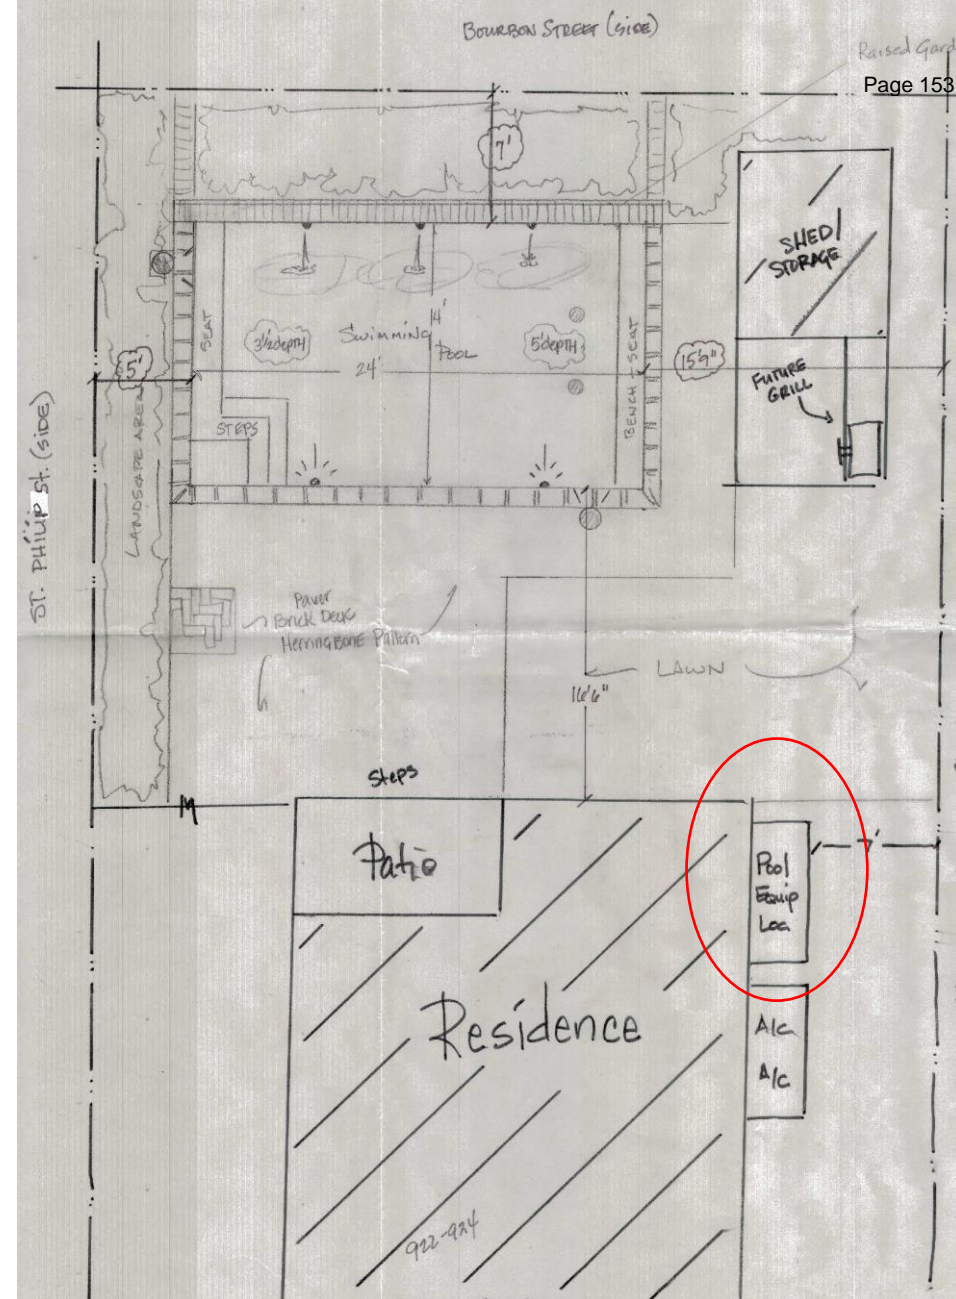 BOURBON STREET (SIDE)
Raised Gard
Page 153
7'
SHED/
STORAGE
14'
SEAT
3½ depth
Swimming
Pool
5' depth
24'
5'
15'9"
FUTURE
GRILL
BENCH - SEAT
STEPS
LANDSCAPE AREA
ST. PHILIP St. (SIDE)
Paver
Brick Deck
HerringBone Pattern
LAWN
16'6"
Steps
Patio
7'
Pool
Equip
Loc
Residence
A/C
A/C
922-924